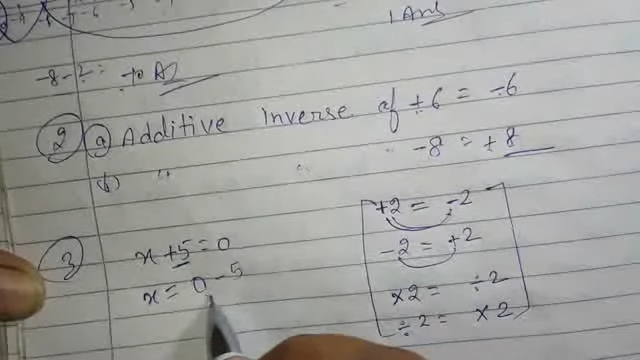 1 Ans
-8-2 = -10 Ans
2 a) Additive inverse of +6 = -6
b) " " " -8 = +8
3 x+5=0
x = 0-5
+2 = -2
-2 = +2
×2 = ÷2
÷2 = ×2